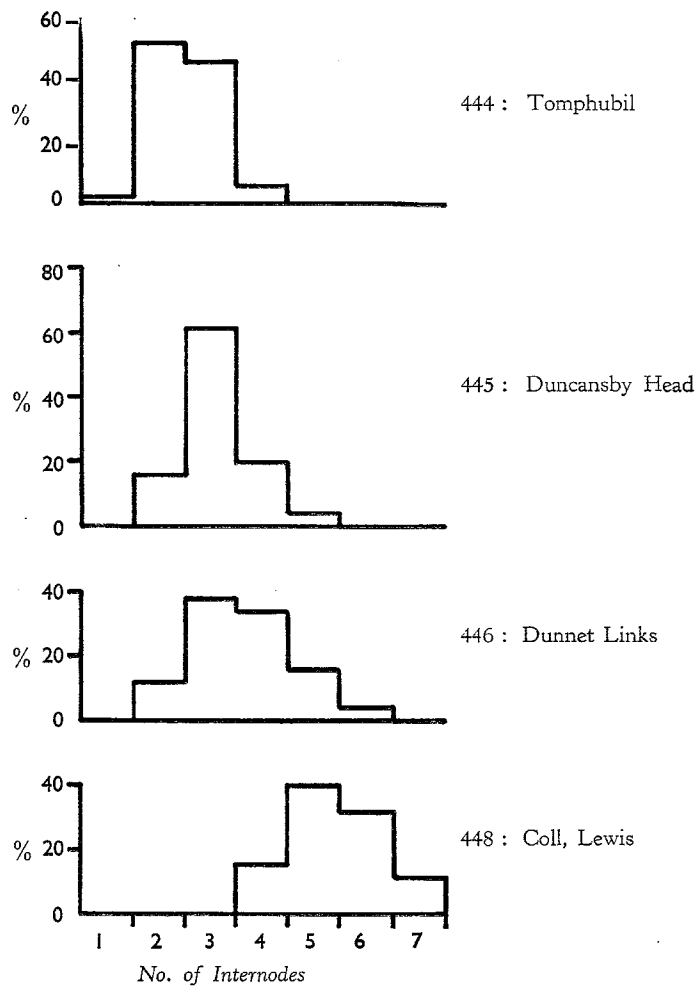 60
40
%
20
0
444 : Tomphubil
80
60
% 40
20
0
445 : Duncansby Head
40
% 20
0
446 : Dunnet Links
40
% 20
0
448 : Coll, Lewis
1 2 3 4 5 6 7
No. of Internodes